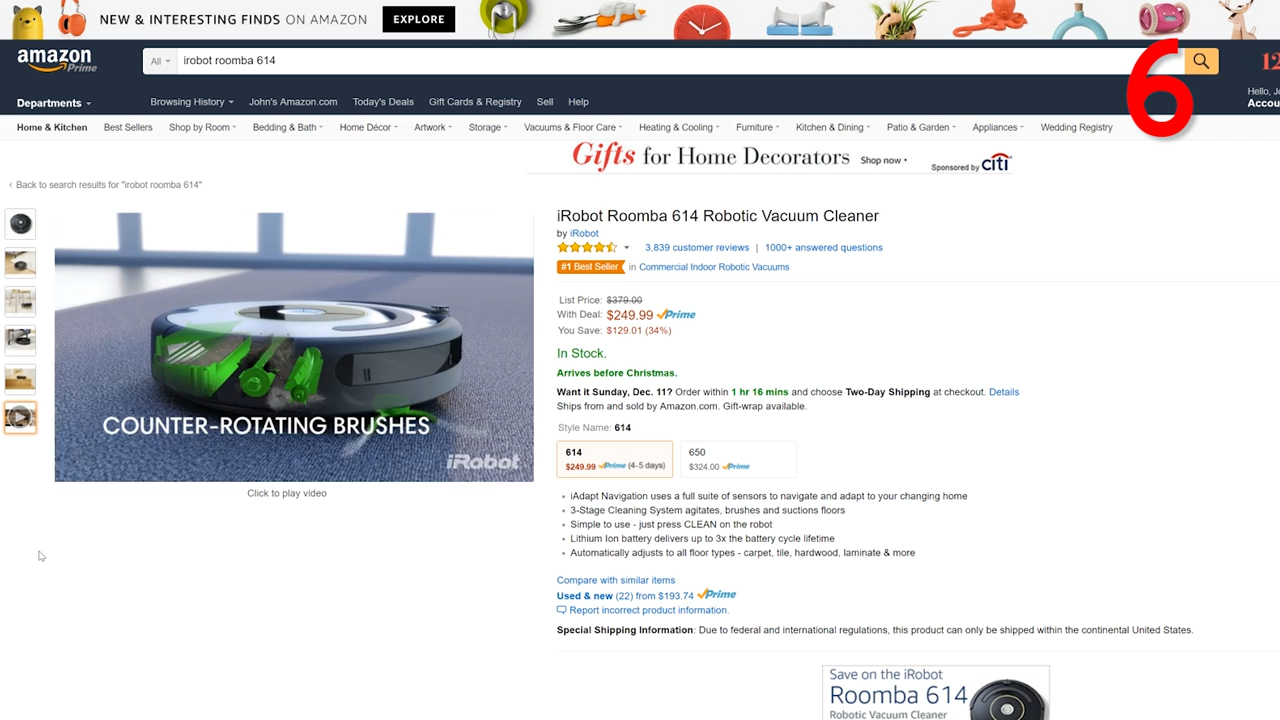 NEW & INTERESTING FINDS ON AMAZON EXPLORE
amazon Prime
All irobot roomba 614
6
12
Departments
Browsing History John's Amazon.com Today's Deals Gift Cards & Registry Sell Help
Hello, J
Accou
Home & Kitchen Best Sellers Shop by Room Bedding & Bath Home Décor Artwork Storage Vacuums & Floor Care Heating & Cooling Furniture Kitchen & Dining Patio & Garden Appliances Wedding Registry
Gifts for Home Decorators Shop now Sponsored by citi
‹ Back to search results for "irobot roomba 614"
COUNTER-ROTATING BRUSHES
iRobot
Click to play video
iRobot Roomba 614 Robotic Vacuum Cleaner
by iRobot
3,839 customer reviews | 1000+ answered questions
#1 Best Seller in Commercial Indoor Robotic Vacuums
List Price: $379.00
With Deal: $249.99 Prime
You Save: $129.01 (34%)
In Stock.
Arrives before Christmas.
Want it Sunday, Dec. 11? Order within 1 hr 16 mins and choose Two-Day Shipping at checkout. Details
Ships from and sold by Amazon.com. Gift-wrap available.
Style Name: 614
614 650
$249.99 Prime (4-5 days) $324.00 Prime
• iAdapt Navigation uses a full suite of sensors to navigate and adapt to your changing home
• 3-Stage Cleaning System agitates, brushes and suctions floors
• Simple to use - just press CLEAN on the robot
• Lithium Ion battery delivers up to 3x the battery cycle lifetime
• Automatically adjusts to all floor types - carpet, tile, hardwood, laminate & more
Compare with similar items
Used & new (22) from $193.74 Prime
Report incorrect product information.
Special Shipping Information: Due to federal and international regulations, this product can only be shipped within the continental United States.
Save on the iRobot
Roomba 614
Robotic Vacuum Cleaner